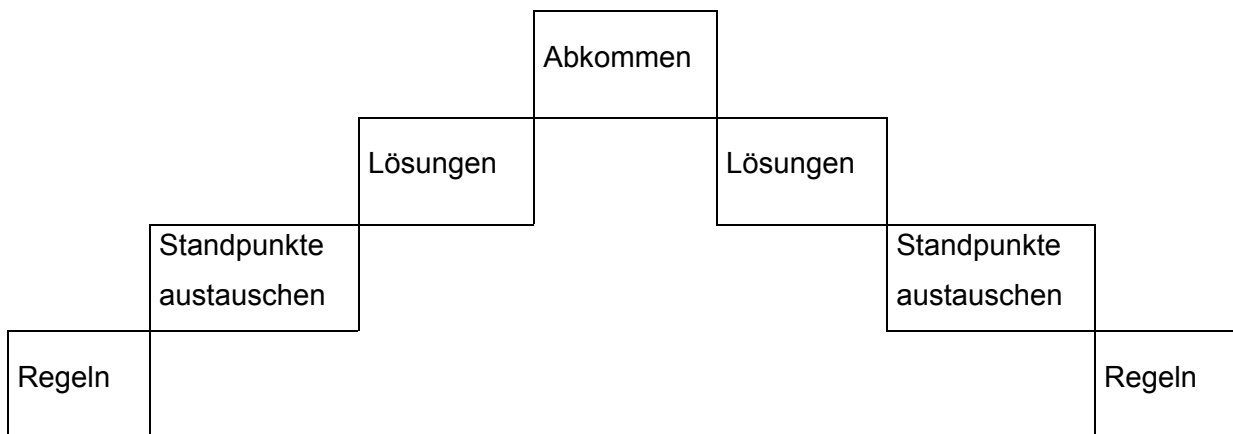 Abkommen
Lösungen
Lösungen
Standpunkte
austauschen
Standpunkte
austauschen
Regeln
Regeln